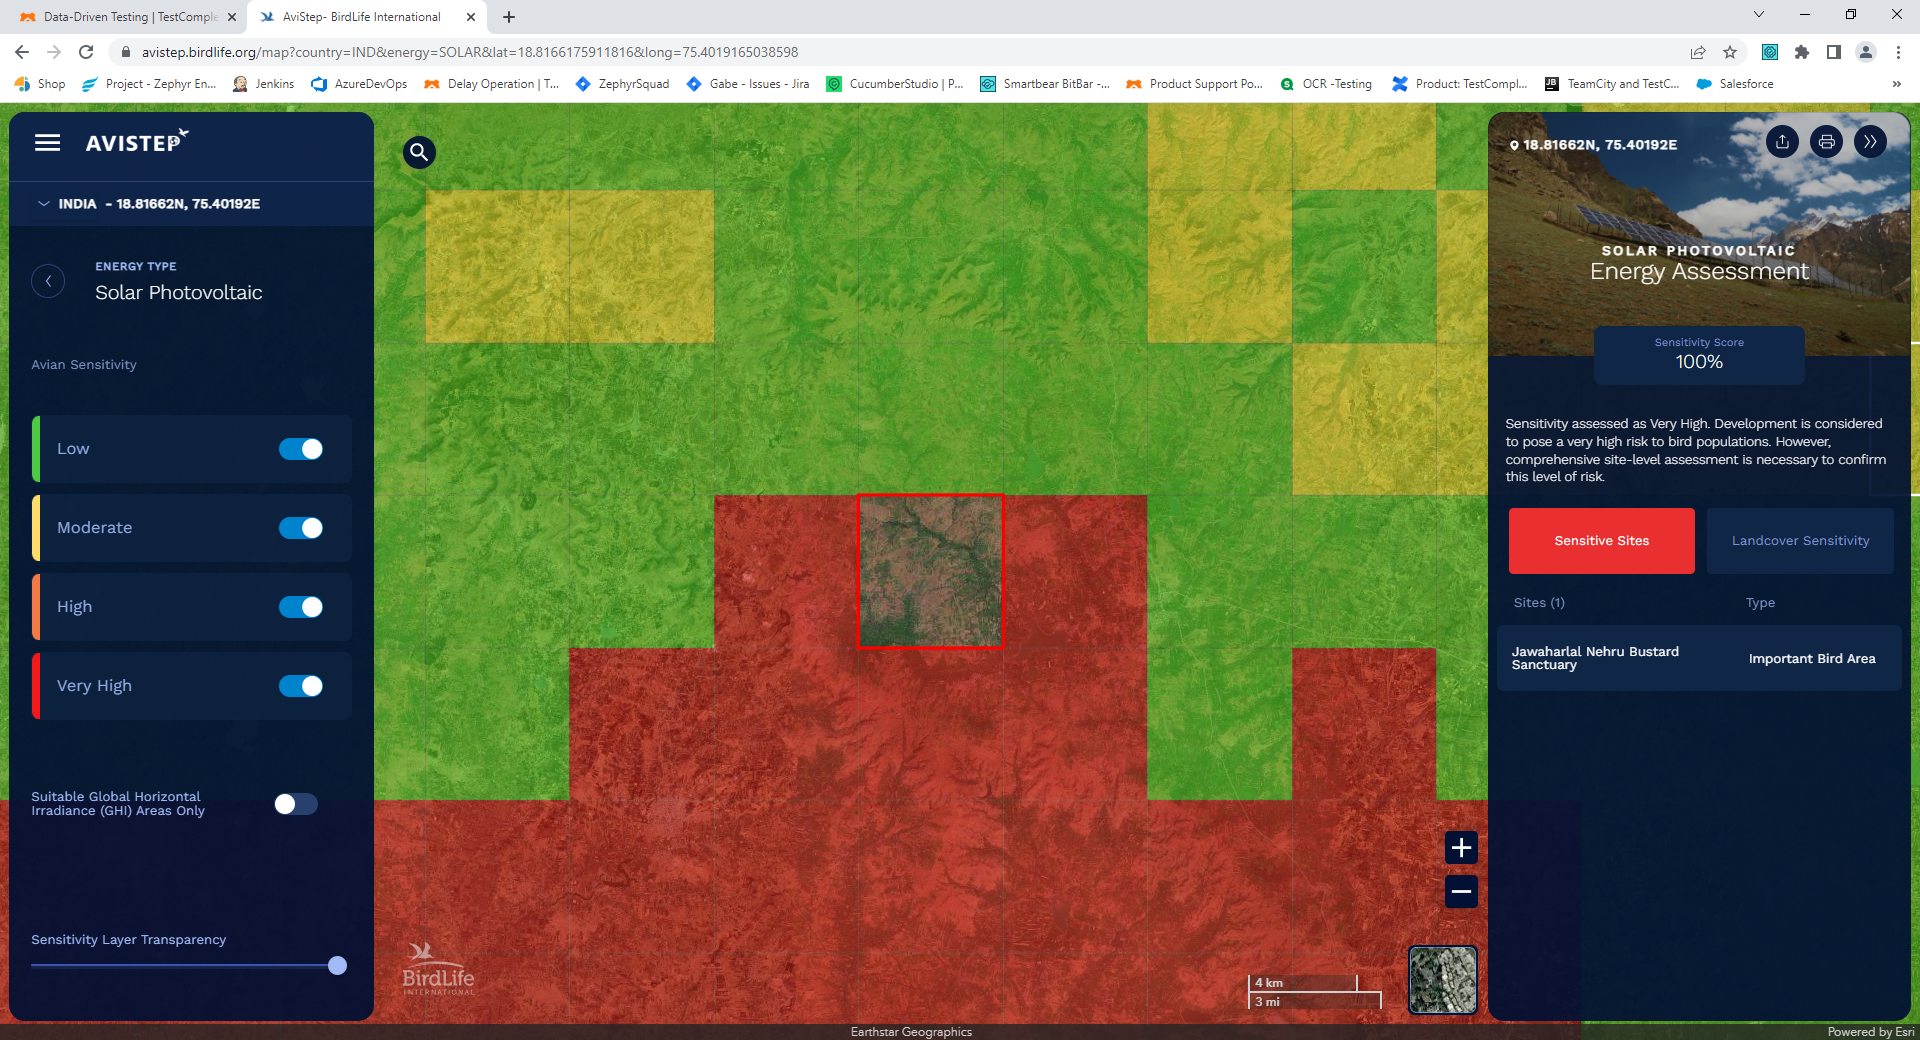 Data-Driven Testing | TestComple
AviStep- BirdLife International
avistep.birdlife.org/map?country=IND&energy=SOLAR&lat=18.8166175911816&long=75.4019165038598
Shop
Project - Zephyr En...
Jenkins
AzureDevOps
Delay Operation | T...
ZephyrSquad
Gabe - Issues - Jira
CucumberStudio | P...
Smartbear BitBar -...
Product Support Po...
OCR -Testing
Product: TestCompl...
TeamCity and TestC...
Salesforce
AVISTEP
INDIA - 18.81662N, 75.40192E
ENERGY TYPE
Solar Photovoltaic
Avian Sensitivity
Low
Moderate
High
Very High
Suitable Global Horizontal
Irradiance (GHI) Areas Only
Sensitivity Layer Transparency
BirdLife
INTERNATIONAL
4 km
3 mi
Earthstar Geographics
Powered by Esri
18.81662N, 75.40192E
SOLAR PHOTOVOLTAIC
Energy Assessment
Sensitivity Score
100%
Sensitivity assessed as Very High. Development is considered
to pose a very high risk to bird populations. However,
comprehensive site-level assessment is necessary to confirm
this level of risk.
Sensitive Sites
Landcover Sensitivity
Sites (1)
Type
Jawaharlal Nehru Bustard
Sanctuary
Important Bird Area